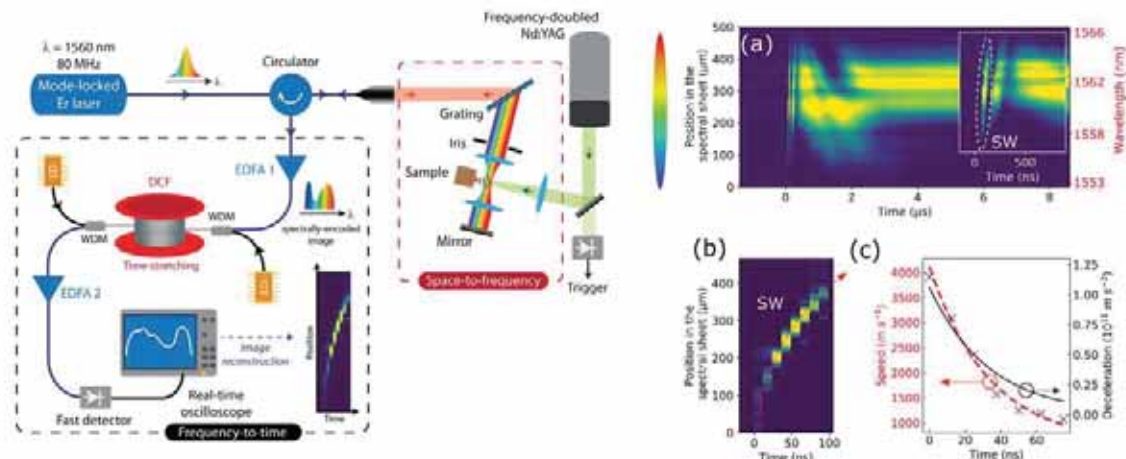 λ = 1560 nm
80 MHz
Mode-locked
Er laser
λ
Circulator
Frequency-doubled
Nd:YAG
Grating
Iris
Sample
Mirror
Space-to-frequency
Trigger
EDFA 1
DCF
WDM
WDM
Time-stretching
spectrally-encoded
image
λ
EDFA 2
Image
reconstruction
Position
Time
Fast detector
Real-time
oscilloscope
Frequency-to-time
(a)
Position in the
spectral sheet (μm)
500
400
300
200
100
0
0
2
4
6
8
Time (μs)
SW
0
500
Time (ns)
1566
1562
1558
1553
Wavelength (nm)
(b)
SW
Position in the
spectral sheet (μm)
400
300
200
100
0
0
50
100
Time (ns)
(c)
Speed (m s⁻¹)
4000
3500
3000
2500
2000
1500
1000
0
20
40
60
Time (ns)
1.25
1.00
0.75
0.50
0.25
0.00